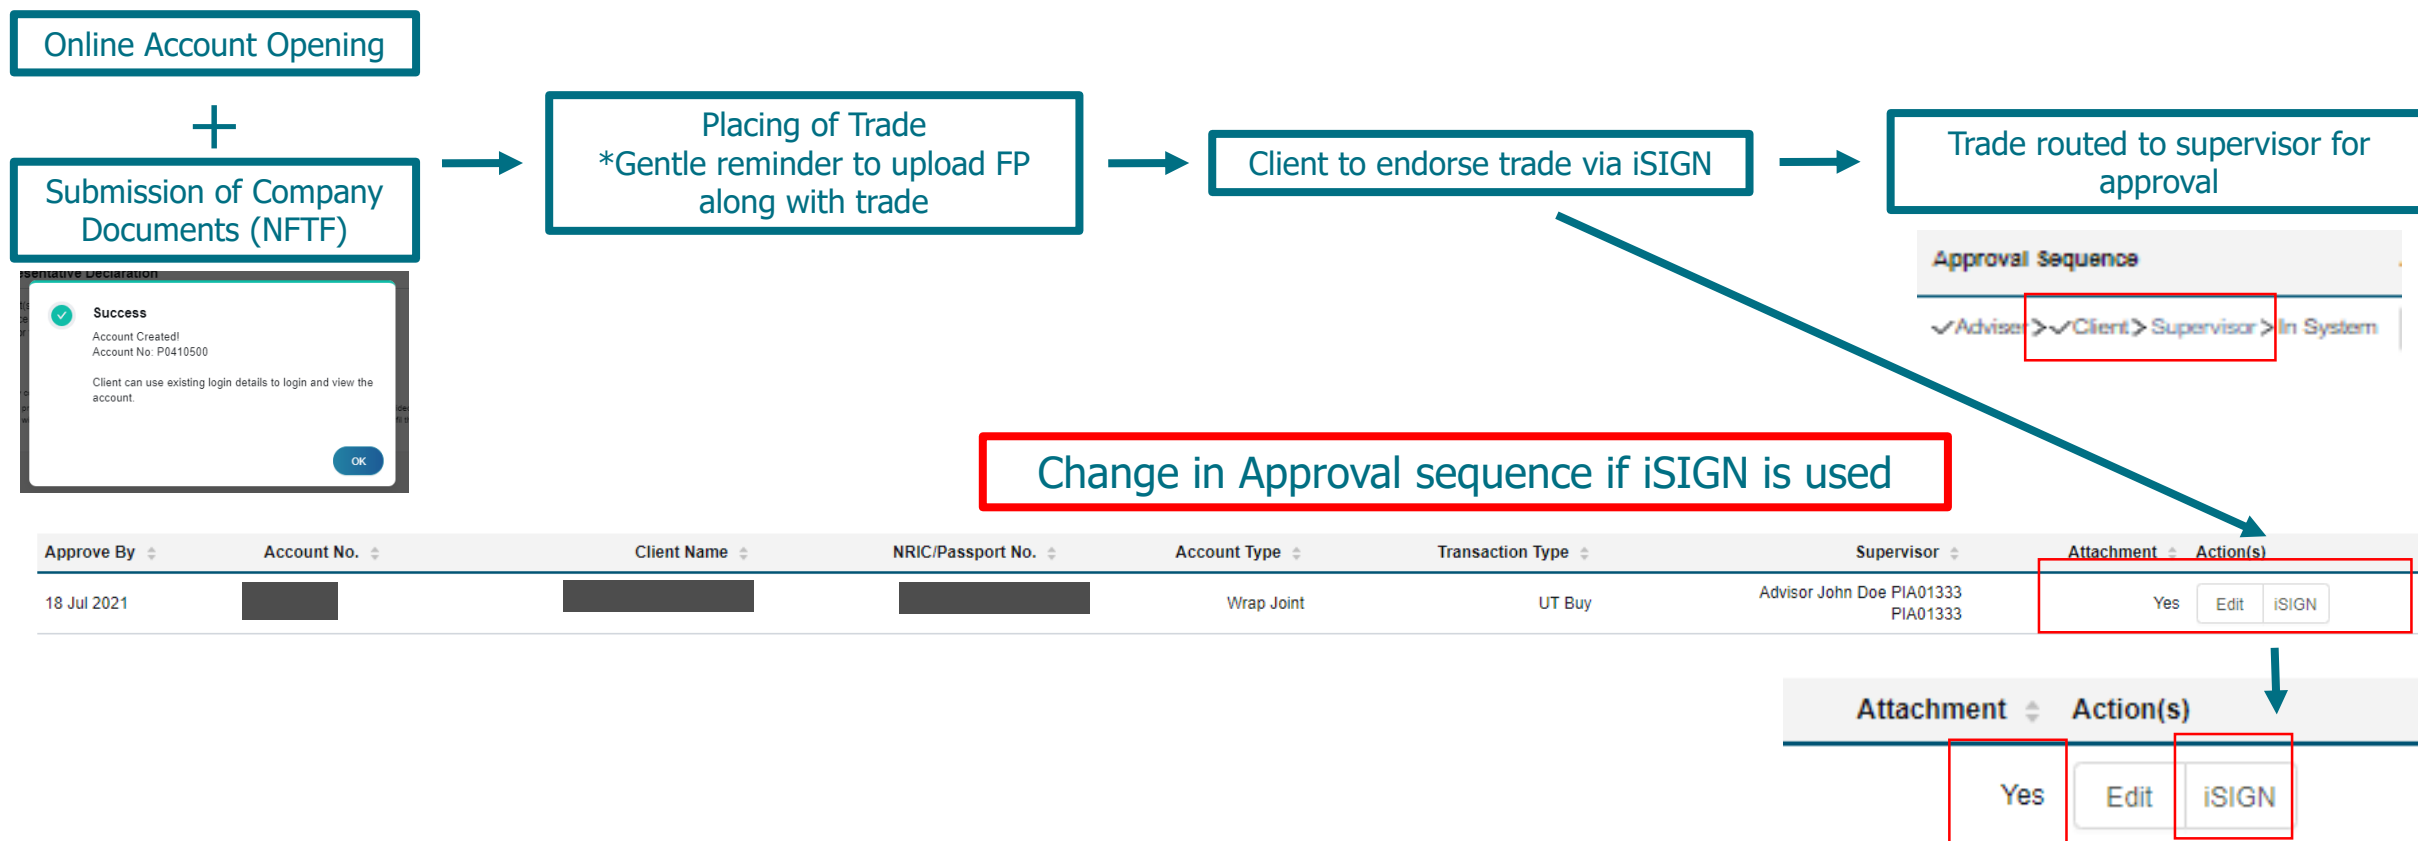 Online Account Opening
+
Submission of Company
Documents (NFTF)
Placing of Trade
*Gentle reminder to upload FP
along with trade
Client to endorse trade via iSIGN
Trade routed to supervisor for
approval
Representative Declaration
Success
Account Created!
Account No: P0410500
Client can use existing login details to login and view the
account.
OK
Approval Sequence
✓Adviser>✓Client>Supervisor>In System
Change in Approval sequence if iSIGN is used
Approve By Account No. Client Name NRIC/Passport No. Account Type Transaction Type Supervisor Attachment Action(s)
18 Jul 2021 Wrap Joint UT Buy Advisor John Doe PIA01333 Yes Edit iSIGN
PIA01333
Attachment Action(s)
Yes Edit iSIGN